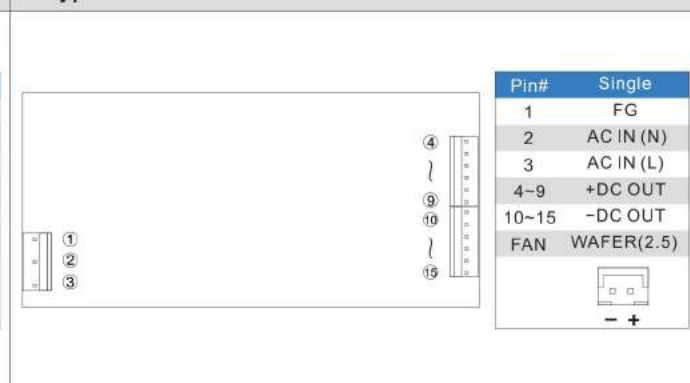 ④
⑨
⑩
⑮
①
②
③
Pin# Single
1 FG
2 AC IN (N)
3 AC IN (L)
4~9 +DC OUT
10~15 −DC OUT
FAN WAFER(2.5)
− +